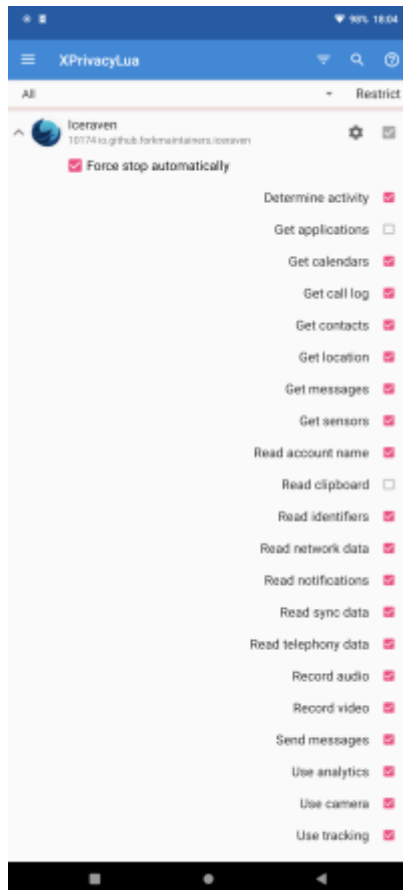 98% 18:04
XPrivacyLua
All Restrict
Iceraven
10174 io.github.forkmaintainers.iceraven
Force stop automatically
Determine activity
Get applications
Get calendars
Get call log
Get contacts
Get location
Get messages
Get sensors
Read account name
Read clipboard
Read identifiers
Read network data
Read notifications
Read sync data
Read telephony data
Record audio
Record video
Send messages
Use analytics
Use camera
Use tracking